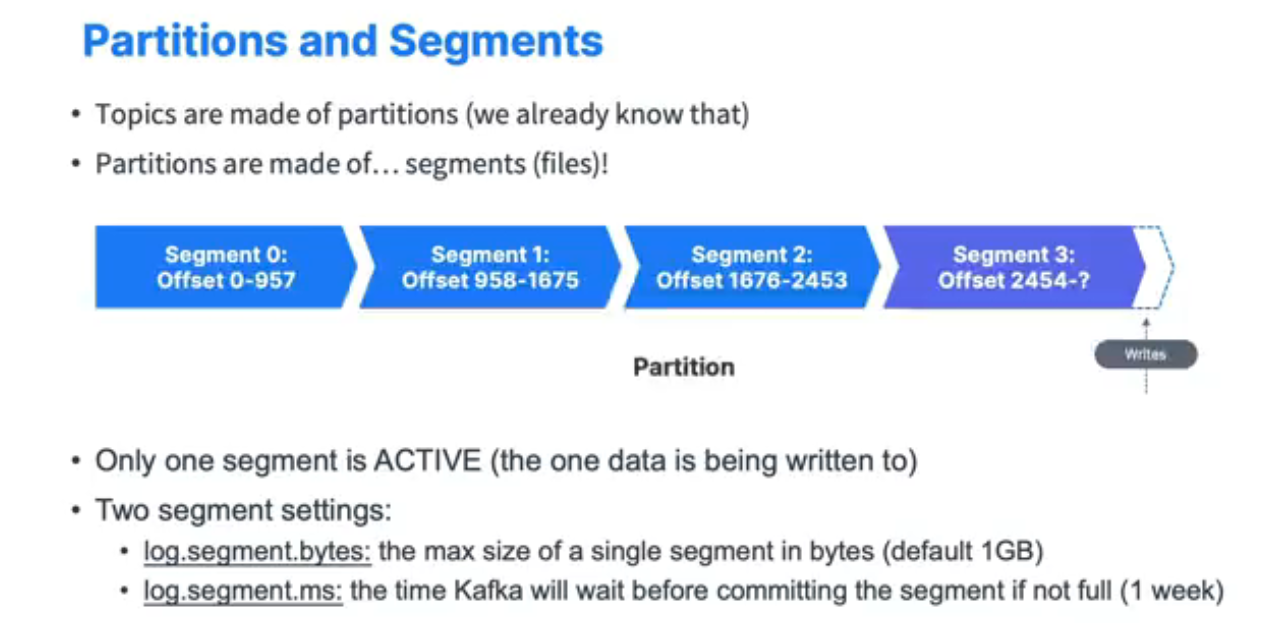 Partitions and Segments
• Topics are made of partitions (we already know that)
• Partitions are made of… segments (files)!
Segment 0:
Offset 0-957
Segment 1:
Offset 958-1675
Segment 2:
Offset 1676-2453
Segment 3:
Offset 2454-?
Writes
Partition
• Only one segment is ACTIVE (the one data is being written to)
• Two segment settings:
• log.segment.bytes: the max size of a single segment in bytes (default 1GB)
• log.segment.ms: the time Kafka will wait before committing the segment if not full (1 week)